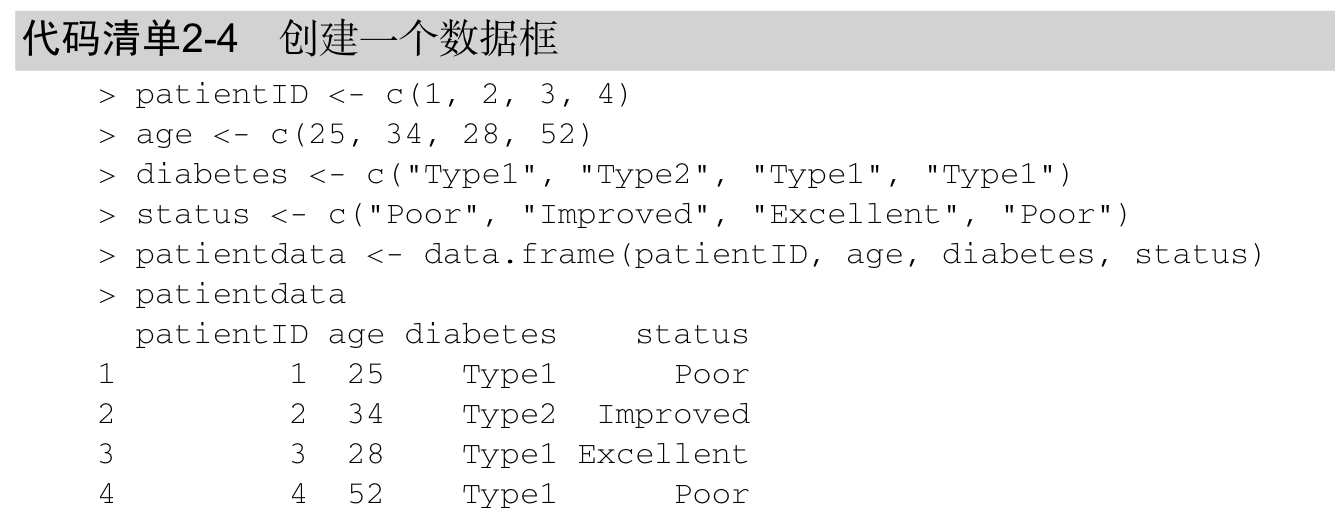 代码清单2-4 创建一个数据框
> patientID <- c(1, 2, 3, 4)
> age <- c(25, 34, 28, 52)
> diabetes <- c("Type1", "Type2", "Type1", "Type1")
> status <- c("Poor", "Improved", "Excellent", "Poor")
> patientdata <- data.frame(patientID, age, diabetes, status)
> patientdata
  patientID age diabetes    status
1         1  25    Type1      Poor
2         2  34    Type2  Improved
3         3  28    Type1 Excellent
4         4  52    Type1      Poor